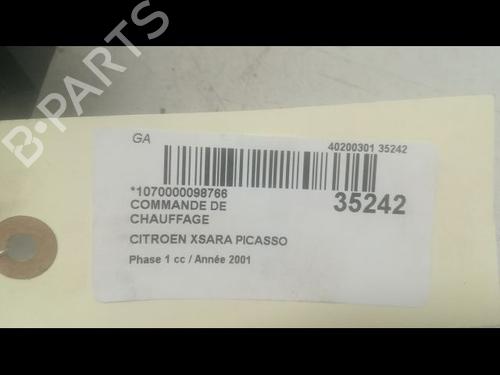 GA
40200301 35242
*1070000098766
35242
COMMANDE DE
CHAUFFAGE
CITROEN XSARA PICASSO
Phase 1 cc / Année 2001
B-PARTS